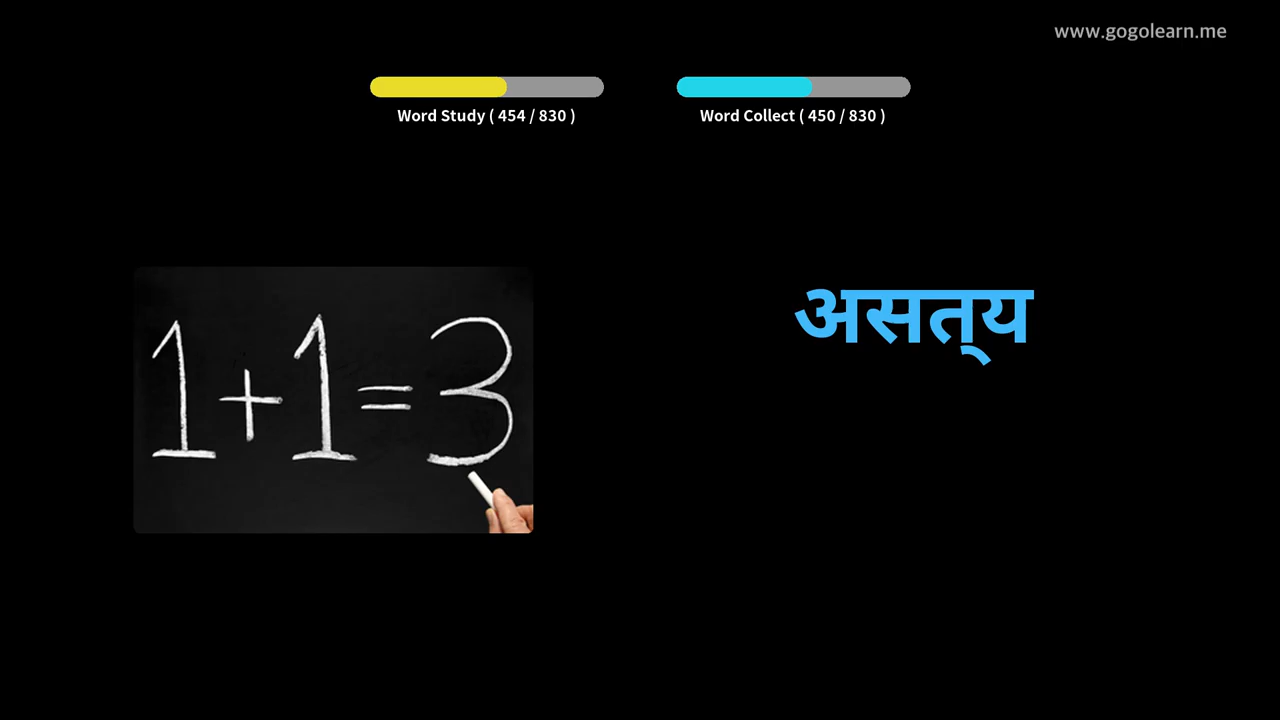 www.gogolearn.me
Word Study ( 454 / 830 )
Word Collect ( 450 / 830 )
1+1=3
असत्‌य